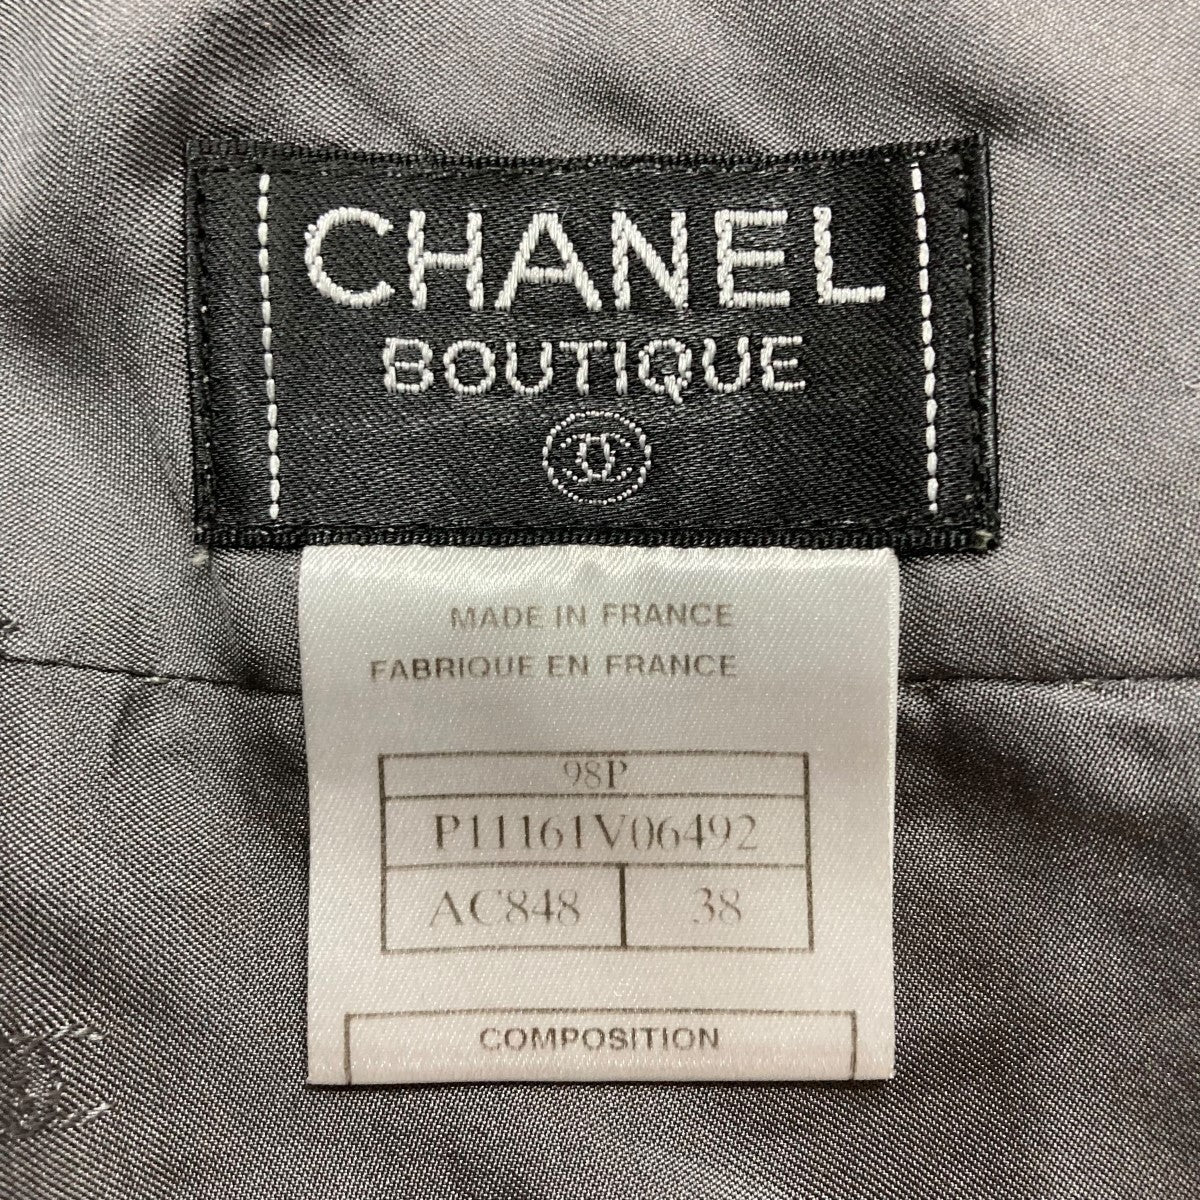 CHANEL
BOUTIQUE
MADE IN FRANCE
FABRIQUE EN FRANCE
98P
P11161V06492
AC848 38
COMPOSITION